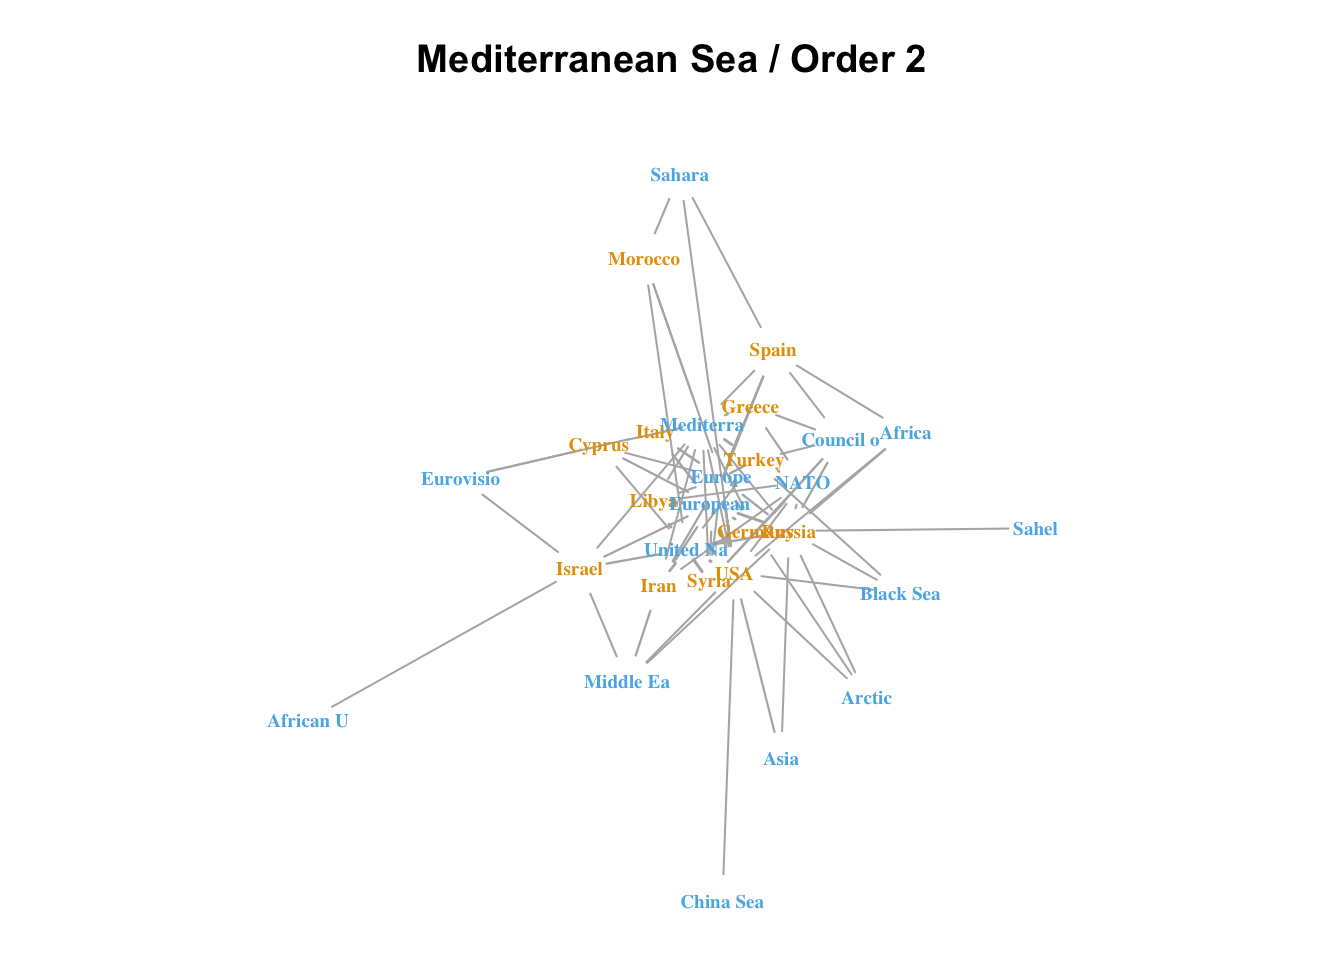 Mediterranean Sea / Order 2
Sahara
Morocco
Spain
Greece
Mediterra
Italy
Africa
Council o
Cyprus
Turkey
Eurovisio
Europe
NATO
Libya
European
Germany
Russia
Sahel
United Na
Israel
USA
Syria
Iran
Black Sea
Middle Ea
Arctic
African U
Asia
China Sea